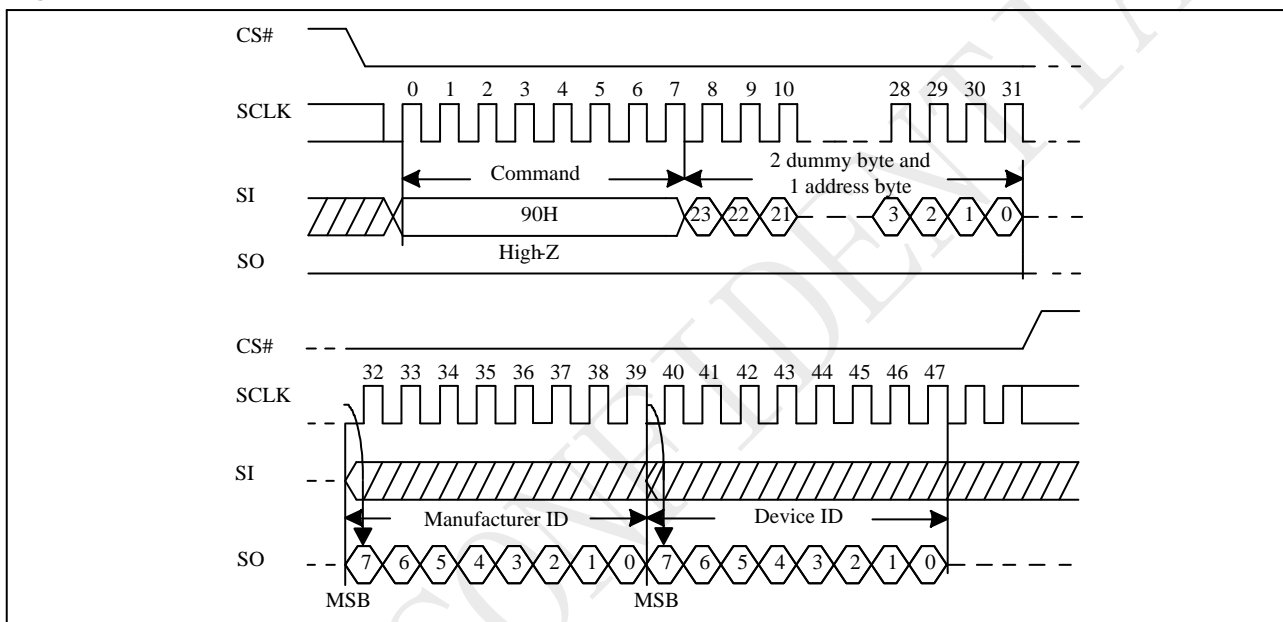 CS#
0 1 2 3 4 5 6 7 8 9 10 28 29 30 31
SCLK
Command
2 dummy byte and
1 address byte
SI
90H
23 22 21 3 2 1 0
High-Z
SO
CS#
32 33 34 35 36 37 38 39 40 41 42 43 44 45 46 47
SCLK
SI
Manufacturer ID Device ID
SO
7 6 5 4 3 2 1 0 7 6 5 4 3 2 1 0
MSB MSB